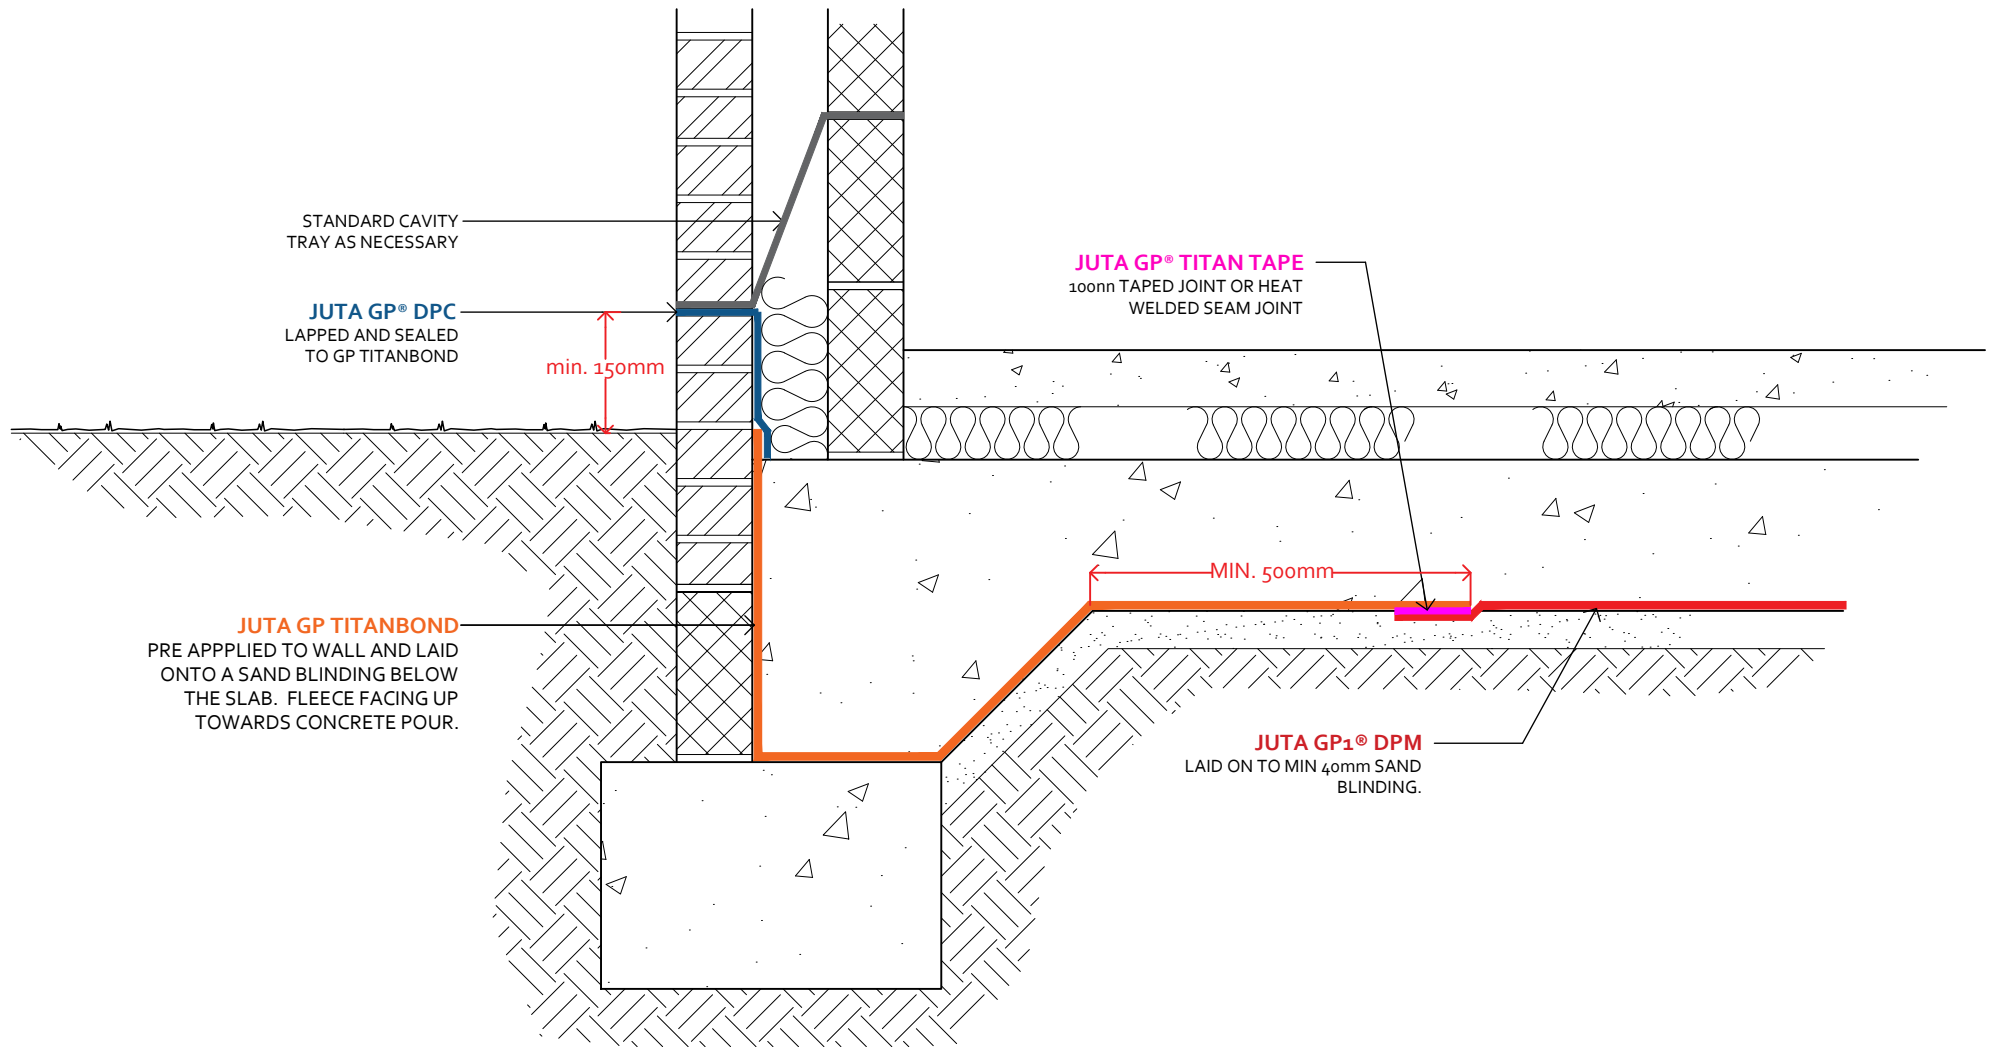 STANDARD CAVITY
TRAY AS NECESSARY
JUTA GP® DPC
LAPPED AND SEALED
TO GP TITANBOND
min. 150mm
JUTA GP® TITAN TAPE
100nn TAPED JOINT OR HEAT
WELDED SEAM JOINT
MIN. 500mm
JUTA GP TITANBOND
PRE APPPLIED TO WALL AND LAID
ONTO A SAND BLINDING BELOW
THE SLAB. FLEECE FACING UP
TOWARDS CONCRETE POUR.
JUTA GP1® DPM
LAID ON TO MIN 40mm SAND
BLINDING.